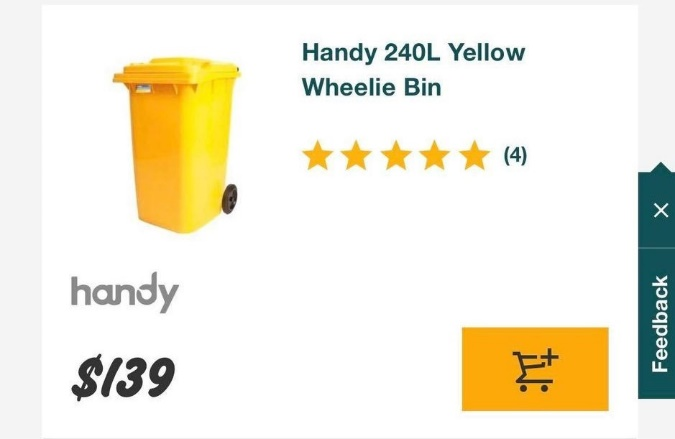 Handy 240L Yellow
Wheelie Bin
(4)
handy
$139
Feedback